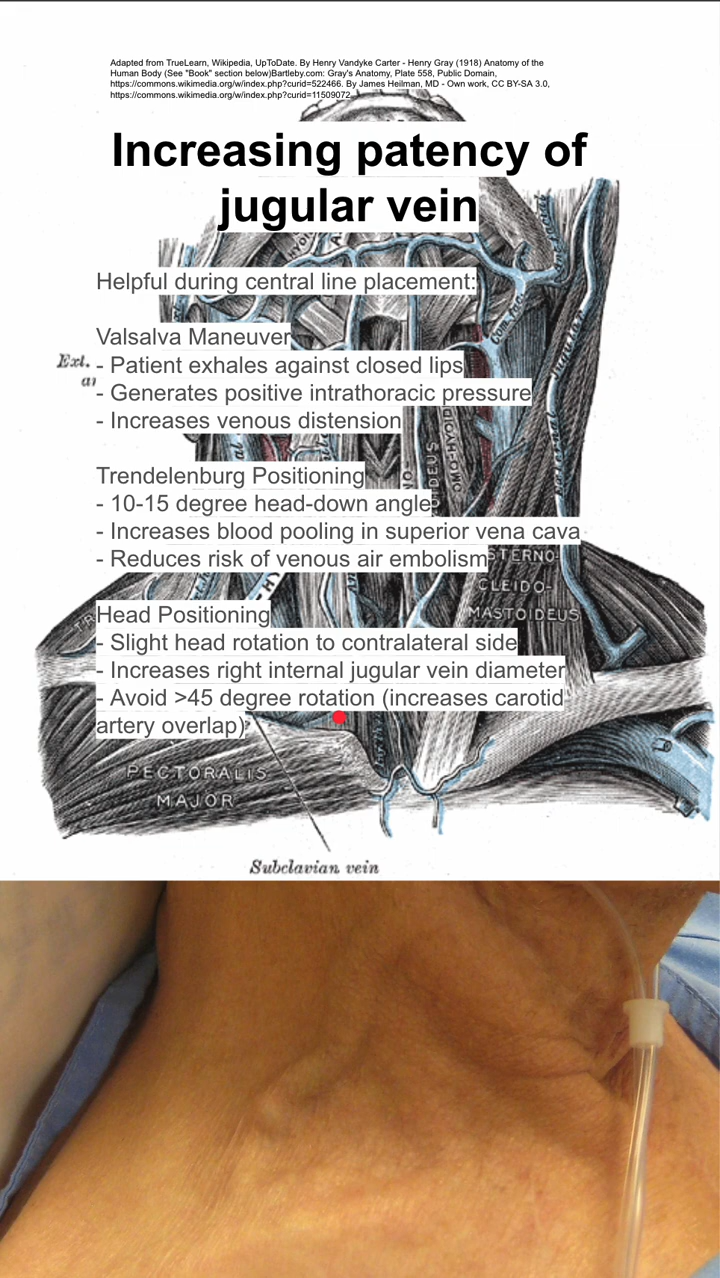 Adapted from TrueLearn, Wikipedia, UpToDate. By Henry Vandyke Carter - Henry Gray (1918) Anatomy of the
Human Body (See "Book" section below)Bartleby.com: Gray's Anatomy, Plate 558, Public Domain,
https://commons.wikimedia.org/w/index.php?curid=522466. By James Heilman, MD - Own work, CC BY-SA 3.0,
https://commons.wikimedia.org/w/index.php?curid=11509072
Increasing patency of
jugular vein
Helpful during central line placement:
Valsalva Maneuver
Ext.
- Patient exhales against closed lips
- Generates positive intrathoracic pressure
- Increases venous distension
OMO-HYOID
Trendelenburg Positioning
- 10-15 degree head-down angle
- Increases blood pooling in superior vena cava
- Reduces risk of venous air embolism
STERNO-
CLEIDO-
MASTOIDEUS
Head Positioning
- Slight head rotation to contralateral side
- Increases right internal jugular vein diameter
- Avoid >45 degree rotation (increases carotid
artery overlap)
PECTORALIS
MAJOR
Subclavian vein